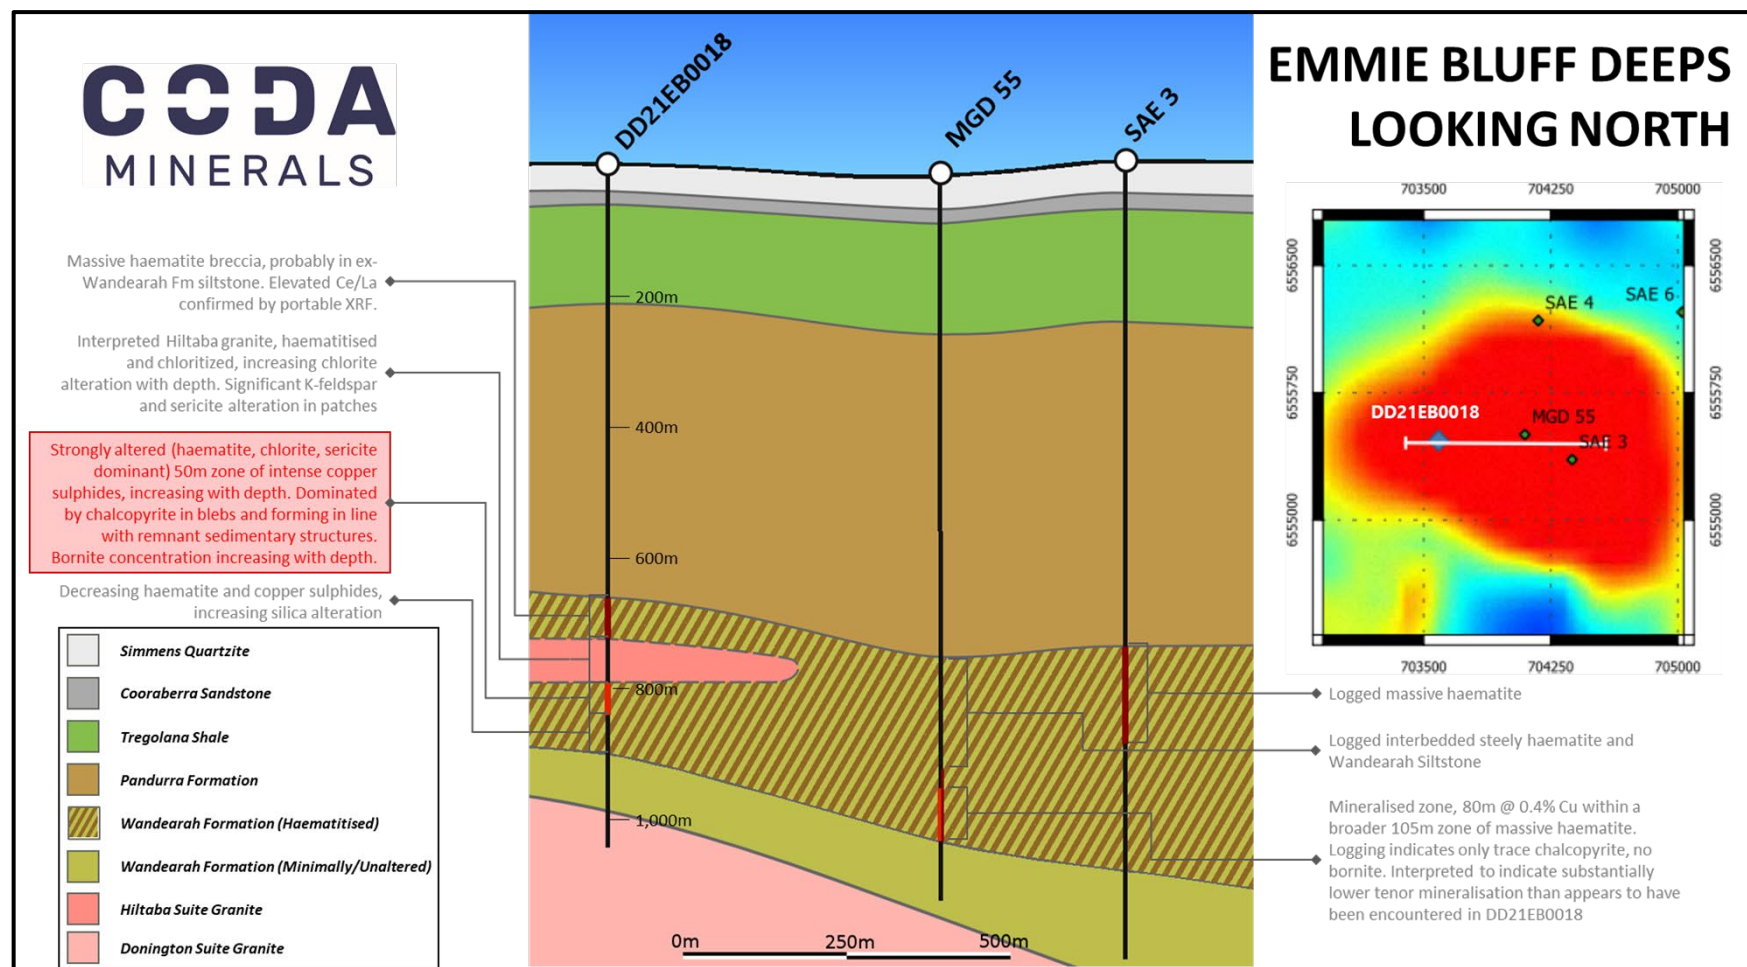 CODA
MINERALS
EMMIE BLUFF DEEPS
LOOKING NORTH
DD21EB0018
MGD 55
SAE 3
Massive haematite breccia, probably in ex-
Wandearah Fm siltstone. Elevated Ce/La
confirmed by portable XRF.
Interpreted Hiltaba granite, haematitised
and chloritized, increasing chlorite
alteration with depth. Significant K-feldspar
and sericite alteration in patches
Strongly altered (haematite, chlorite, sericite
dominant) 50m zone of intense copper
sulphides, increasing with depth. Dominated
by chalcopyrite in blebs and forming in line
with remnant sedimentary structures.
Bornite concentration increasing with depth.
Decreasing haematite and copper sulphides,
increasing silica alteration
Simmens Quartzite
Cooraberra Sandstone
Tregolana Shale
Pandurra Formation
Wandearah Formation (Haematitised)
Wandearah Formation (Minimally/Unaltered)
Hiltaba Suite Granite
Donington Suite Granite
200m
400m
600m
800m
1,000m
0m 250m 500m
703500 704250 705000
6556500 6556500
SAE 4 SAE 6
6555750 6555750
DD21EB0018
MGD 55
SAE 3
6555000 6555000
703500 704250 705000
Logged massive haematite
Logged interbedded steely haematite and
Wandearah Siltstone
Mineralised zone, 80m @ 0.4% Cu within a
broader 105m zone of massive haematite.
Logging indicates only trace chalcopyrite, no
bornite. Interpreted to indicate substantially
lower tenor mineralisation than appears to have
been encountered in DD21EB0018